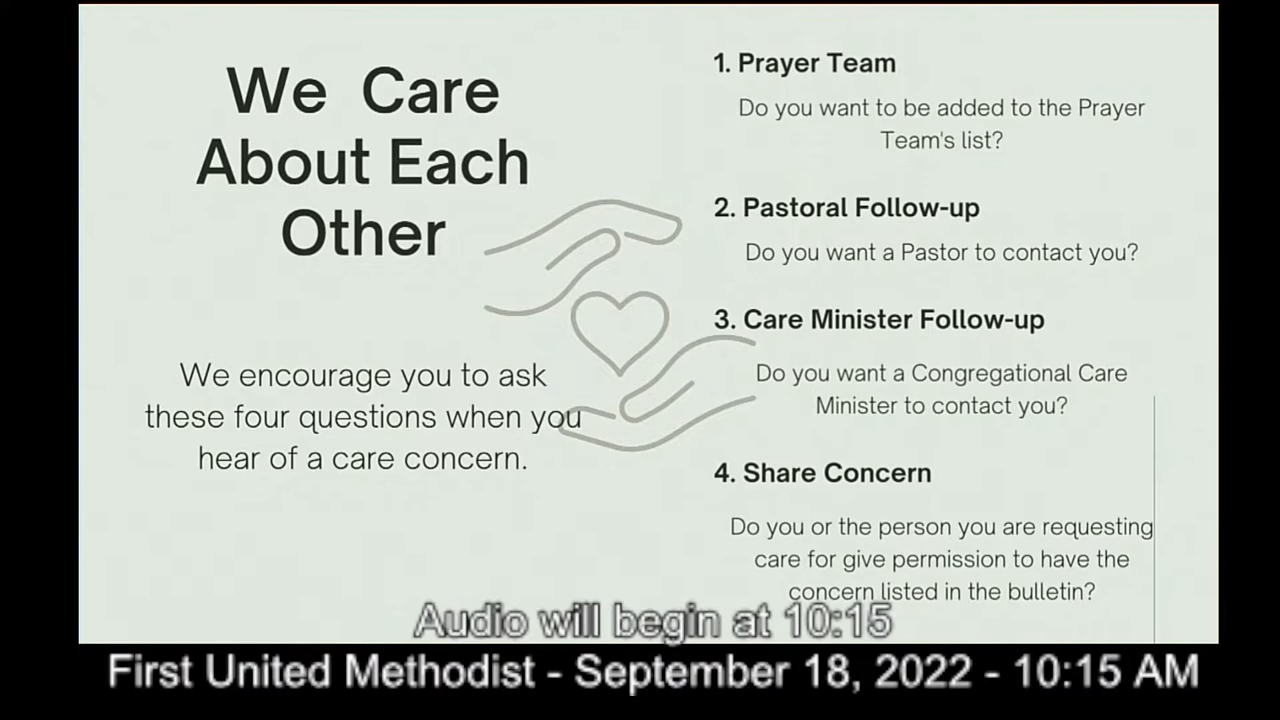 We Care
About Each
Other
We encourage you to ask
these four questions when you
hear of a care concern.
1. Prayer Team
Do you want to be added to the Prayer
Team's list?
2. Pastoral Follow-up
Do you want a Pastor to contact you?
3. Care Minister Follow-up
Do you want a Congregational Care
Minister to contact you?
4. Share Concern
Do you or the person you are requesting
care for give permission to have the
concern listed in the bulletin?
Audio will begin at 10:15
First United Methodist - September 18, 2022 - 10:15 AM